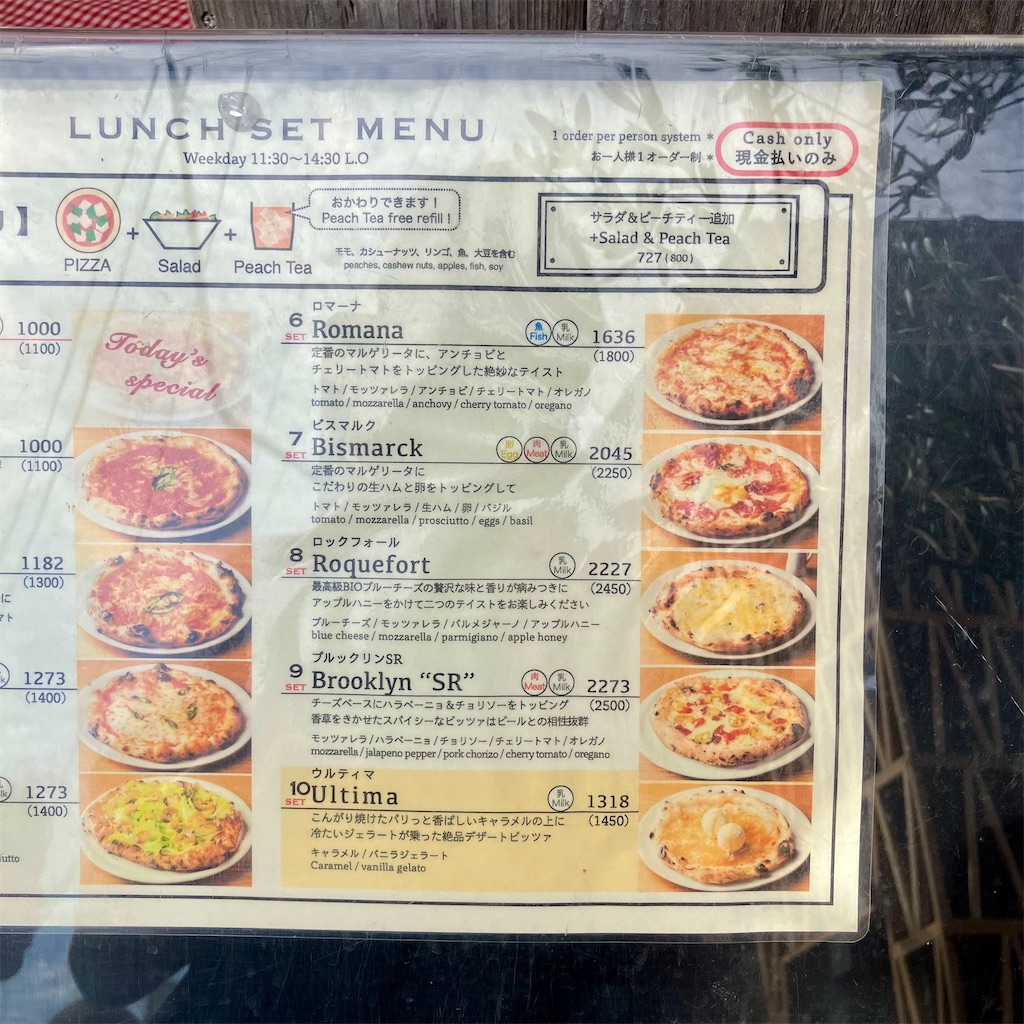 LUNCH SET MENU
Weekday 11:30～14:30 L.O
1 order per person system *
お一人様1オーダー制 *
Cash only
現金払いのみ
】
PIZZA
+
Salad
+
Peach Tea
おかわりできます！
Peach Tea free refill !
モモ、カシューナッツ、リンゴ、魚、大豆を含む
peaches, cashew nuts, apples, fish, soy
サラダ＆ピーチティー追加
+Salad & Peach Tea
727 (800)
1000
(1100)
Today's
special
1000
(1100)
1182
(1300)
1273
(1400)
1273
(1400)
ロマーナ
6 SET Romana 魚 Fish 乳 Milk 1636
(1800)
定番のマルゲリータに、アンチョビと
チェリートマトをトッピングした絶妙なテイスト
トマト / モッツァレラ / アンチョビ / チェリートマト / オレガノ
tomato / mozzarella / anchovy / cherry tomato / oregano
ビスマルク
7 SET Bismarck 卵 Egg 肉 Meat 乳 Milk 2045
(2250)
定番のマルゲリータに
こだわりの生ハムと卵をトッピングして
トマト / モッツァレラ / 生ハム / 卵 / バジル
tomato / mozzarella / prosciutto / eggs / basil
ロックフォール
8 SET Roquefort 乳 Milk 2227
(2450)
最高級BIOブルーチーズの贅沢な味と香りが病みつきに
アップルハニーをかけて二つのテイストをお楽しみください
ブルーチーズ / モッツァレラ / パルメジャーノ / アップルハニー
blue cheese / mozzarella / parmigiano / apple honey
ブルックリンSR
9 SET Brooklyn “SR” 肉 Meat 乳 Milk 2273
(2500)
チーズベースにハラペーニョ＆チョリソーをトッピング
香草をきかせたスパイシーなピッツァはビールとの相性抜群
モッツァレラ / ハラペーニョ / チョリソー / チェリートマト / オレガノ
mozzarella / jalapeno pepper / pork chorizo / cherry tomato / oregano
ウルティマ
10 SET Ultima 乳 Milk 1318
(1450)
こんがり焼けたパリっと香ばしいキャラメルの上に
冷たいジェラートが乗った絶品デザートピッツァ
キャラメル / バニラジェラート
Caramel / vanilla gelato